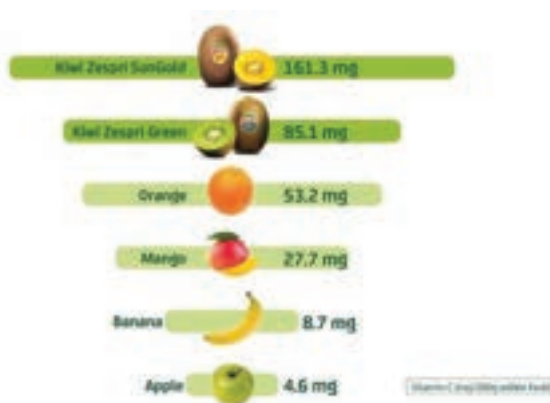 Kiwi Zespri SunGold 161.3 mg
Kiwi Zespri Green 85.1 mg
Orange 53.2 mg
Mango 27.7 mg
Banana 8.7 mg
Apple 4.6 mg
Vitamin C